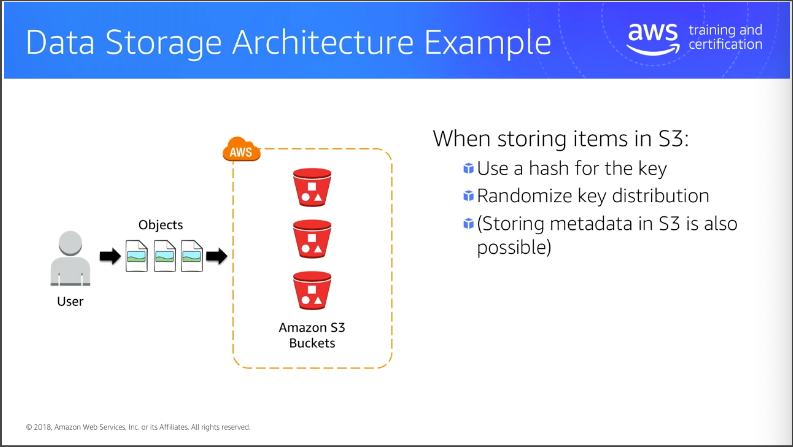 Data Storage Architecture Example
aws training and
certification
When storing items in S3:
Use a hash for the key
Randomize key distribution
(Storing metadata in S3 is also
possible)
AWS
Objects
User
Amazon S3
Buckets
© 2018, Amazon Web Services, Inc. or its Affiliates. All rights reserved.